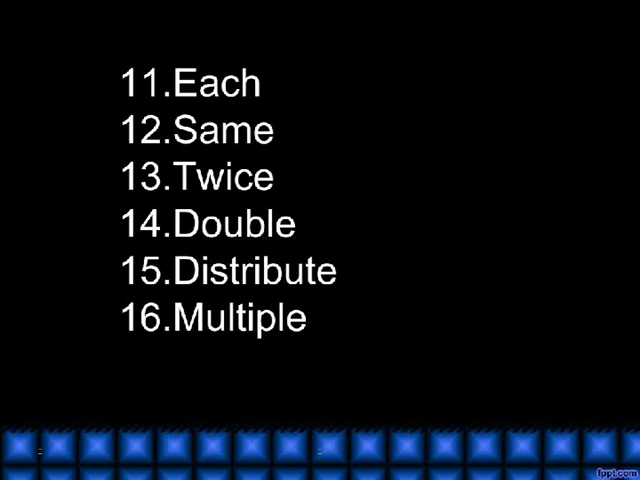 11.Each
12.Same
13.Twice
14.Double
15.Distribute
16.Multiple
fppt.com